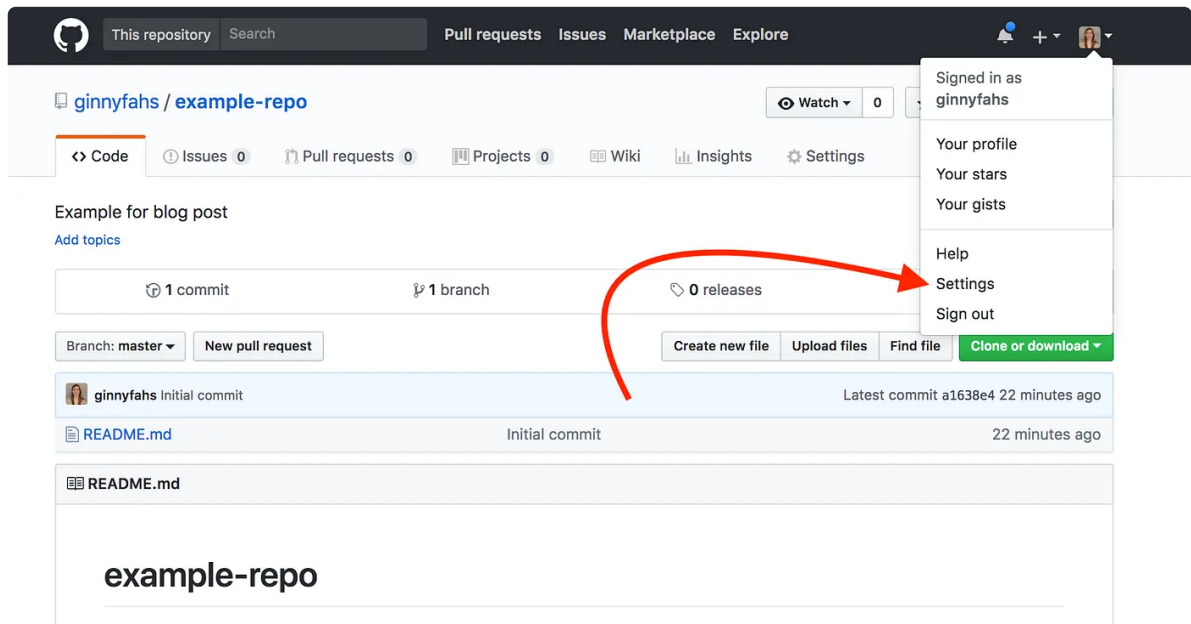 This repository Search Pull requests Issues Marketplace Explore
Signed in as
ginnyfahs
Your profile
Your stars
Your gists
Help
Settings
Sign out
ginnyfahs / example-repo
Watch 0
Code Issues 0 Pull requests 0 Projects 0 Wiki Insights Settings
Example for blog post
Add topics
1 commit 1 branch 0 releases
Branch: master New pull request Create new file Upload files Find file Clone or download
ginnyfahs Initial commit Latest commit a1638e4 22 minutes ago
README.md Initial commit 22 minutes ago
README.md
example-repo